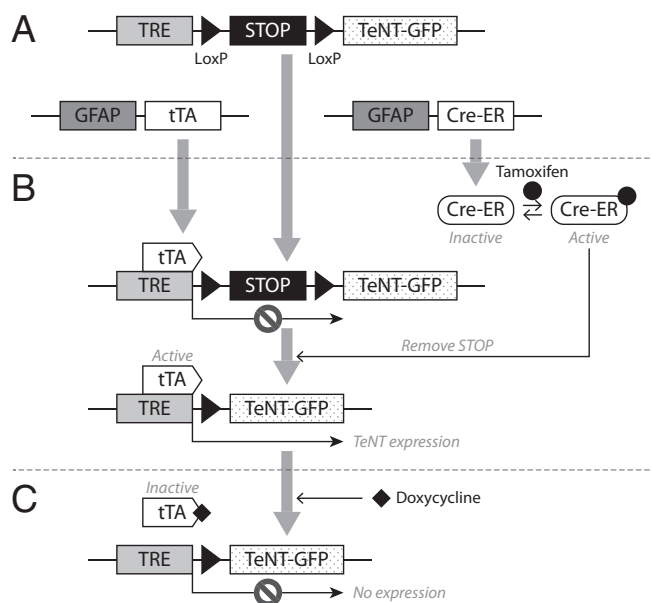 A
TRE STOP TeNT-GFP
LoxP LoxP
GFAP tTA GFAP Cre-ER
B
Tamoxifen
Cre-ER Cre-ER
Inactive Active
tTA
TRE STOP TeNT-GFP
Remove STOP
Active
tTA
TRE TeNT-GFP
TeNT expression
C
Inactive
tTA Doxycycline
TRE TeNT-GFP
No expression